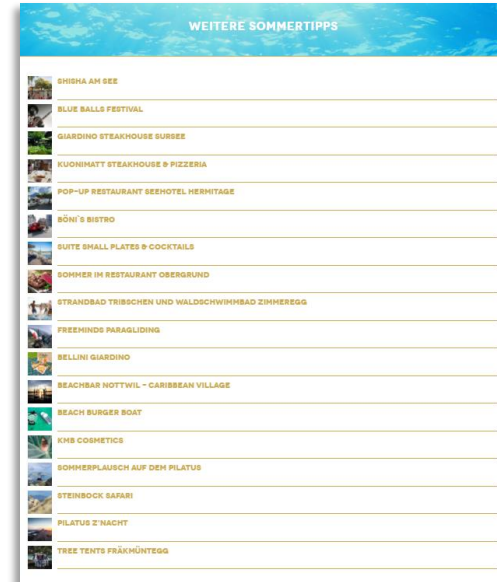 WEITERE SOMMERTIPPS
SHISHA AM SEE
BLUE BALLS FESTIVAL
GIARDINO STEAKHOUSE SURSEE
KUONIMATT STEAKHOUSE & PIZZERIA
POP-UP RESTAURANT SEEHOTEL HERMITAGE
BÖNI'S BISTRO
SUITE SMALL PLATES & COCKTAILS
SOMMER IM RESTAURANT OBERGRUND
STRANDBAD TRIBSCHEN UND WALDSCHWIMMBAD ZIMMEREGG
FREEMINDS PARAGLIDING
BELLINI GIARDINO
BEACHBAR NOTTWIL - CARIBBEAN VILLAGE
BEACH BURGER BOAT
KMB COSMETICS
SOMMERPLAUSCH AUF DEM PILATUS
STEINBOCK SAFARI
PILATUS Z'NACHT
TREE TENTS FRÄKMÜNTEGG